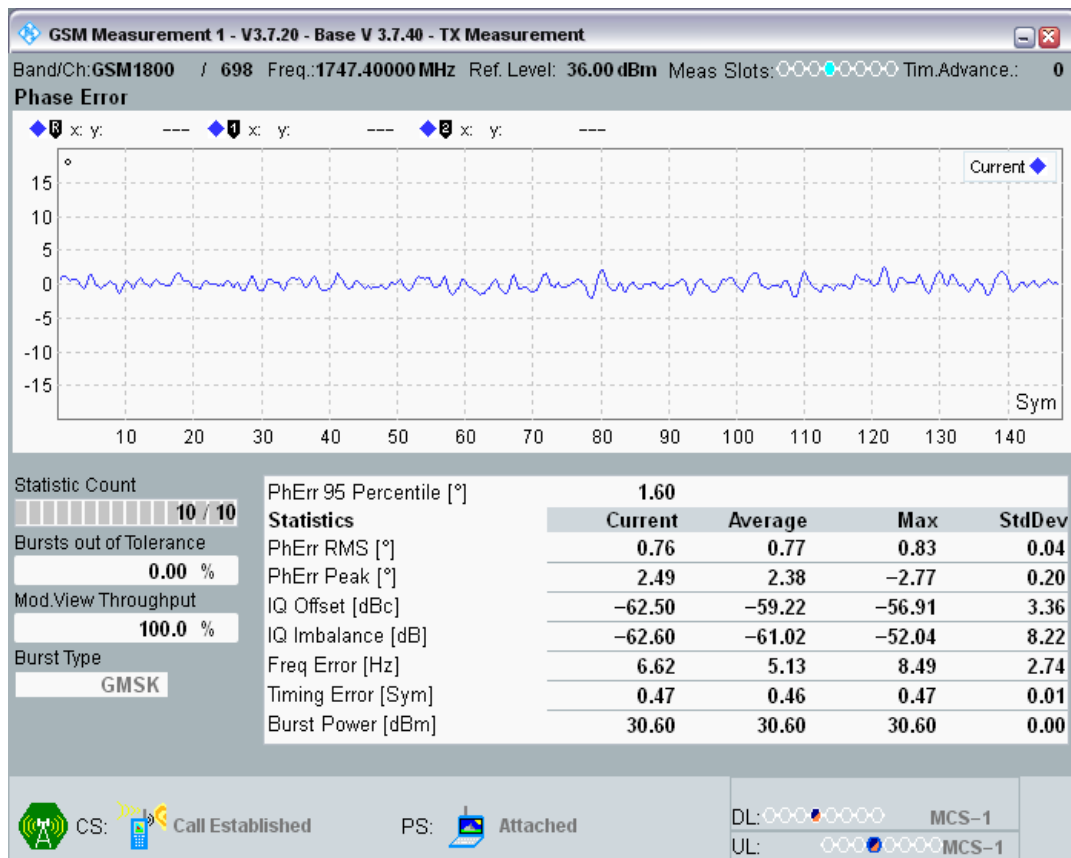 GSM Measurement 1 - V3.7.20 - Base V 3.7.40 - TX Measurement
Band/Ch:GSM1800 / 698 Freq.:1747.40000 MHz Ref. Level: 36.00 dBm Meas Slots: Tim.Advance.: 0
Phase Error
R x: y: --- 1 x: y: --- 2 x: y: ---
°
Current
15
10
5
0
-5
-10
-15
Sym
10 20 30 40 50 60 70 80 90 100 110 120 130 140
Statistic Count
10 / 10
Bursts out of Tolerance
0.00 %
Mod.View Throughput
100.0 %
Burst Type
GMSK
PhErr 95 Percentile [°] 1.60
Statistics Current Average Max StdDev
PhErr RMS [°] 0.76 0.77 0.83 0.04
PhErr Peak [°] 2.49 2.38 −2.77 0.20
IQ Offset [dBc] −62.50 −59.22 −56.91 3.36
IQ Imbalance [dB] −62.60 −61.02 −52.04 8.22
Freq Error [Hz] 6.62 5.13 8.49 2.74
Timing Error [Sym] 0.47 0.46 0.47 0.01
Burst Power [dBm] 30.60 30.60 30.60 0.00
CS: Call Established PS: Attached
DL: MCS−1
UL: MCS−1